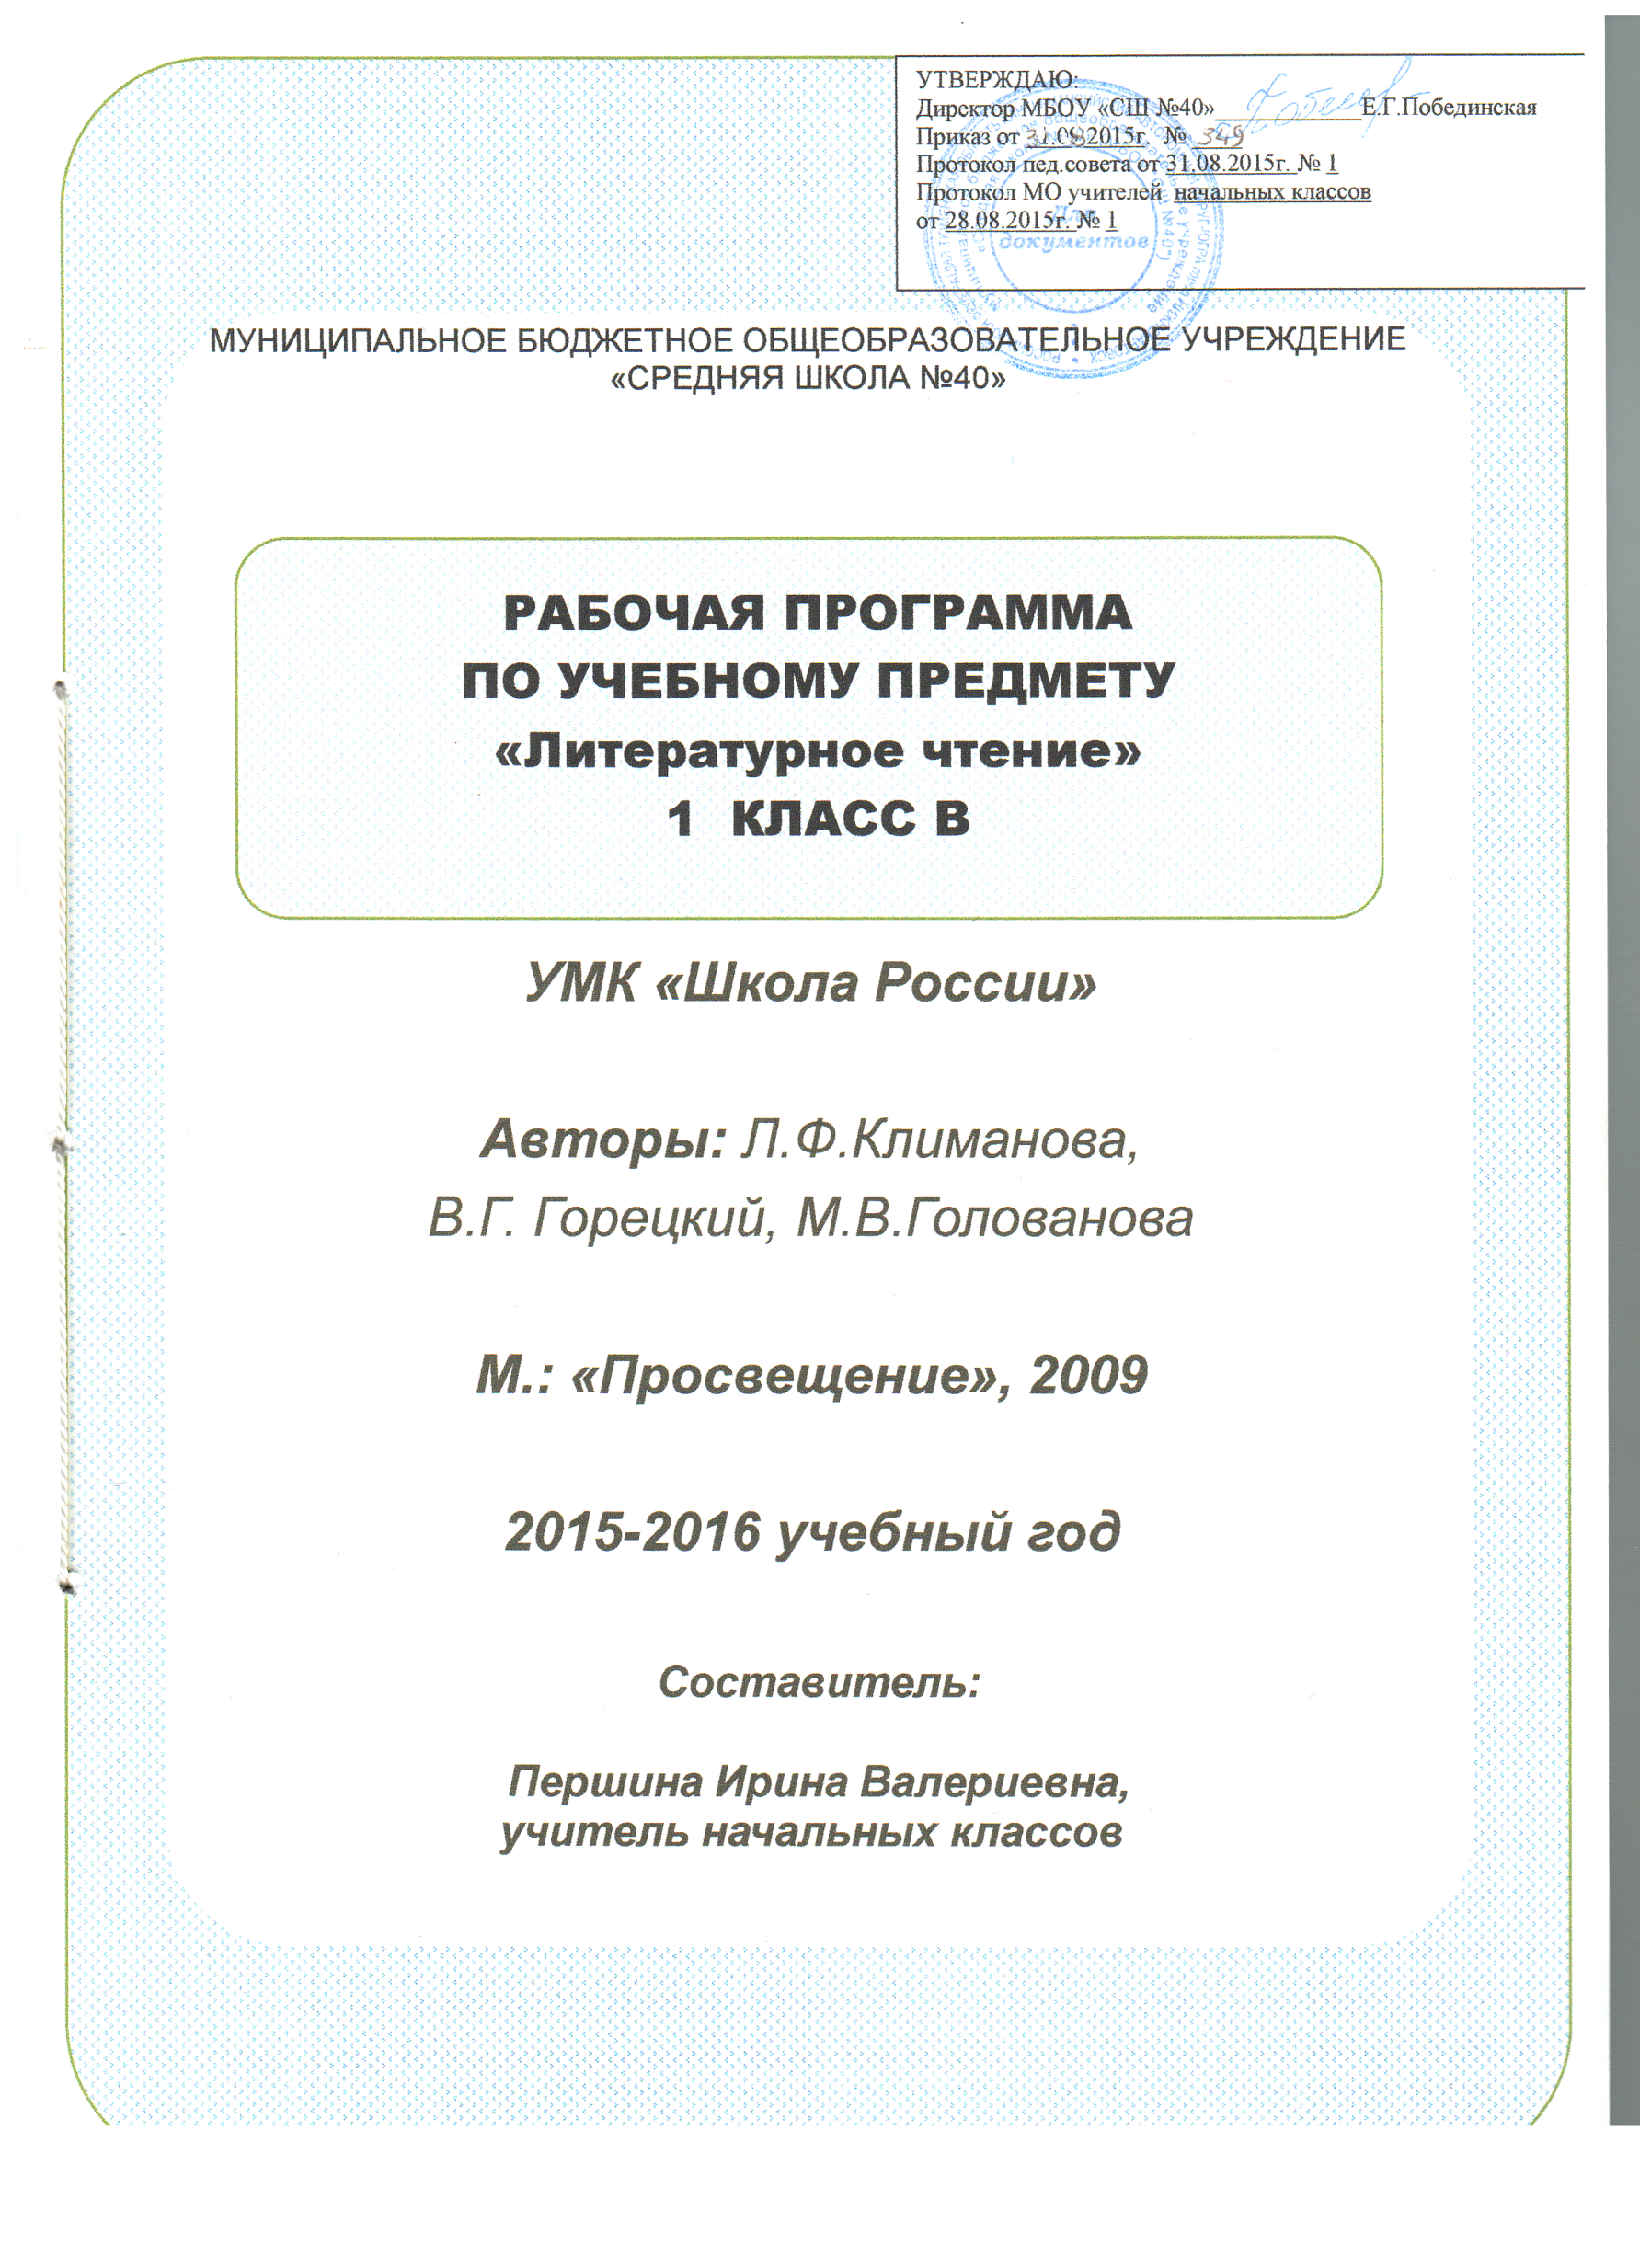 УТВЕРЖДАЮ:
Директор МБОУ «СШ №40»____________Е.Г.Побединская
Приказ от 31.08.2015г. № 349
Протокол пед.совета от 31.08.2015г. № 1
Протокол МО учителей начальных классов
от 28.08.2015г. № 1
Для
документов
МУНИЦИПАЛЬНОЕ БЮДЖЕТНОЕ ОБЩЕОБРАЗОВАТЕЛЬНОЕ УЧРЕЖДЕНИЕ
«СРЕДНЯЯ ШКОЛА №40»
РАБОЧАЯ ПРОГРАММА
ПО УЧЕБНОМУ ПРЕДМЕТУ
«Литературное чтение»
1 КЛАСС В
УМК «Школа России»
Авторы: Л.Ф.Климанова,
В.Г. Горецкий, М.В.Голованова
М.: «Просвещение», 2009
2015-2016 учебный год
Составитель:
Першина Ирина Валериевна,
учитель начальных классов